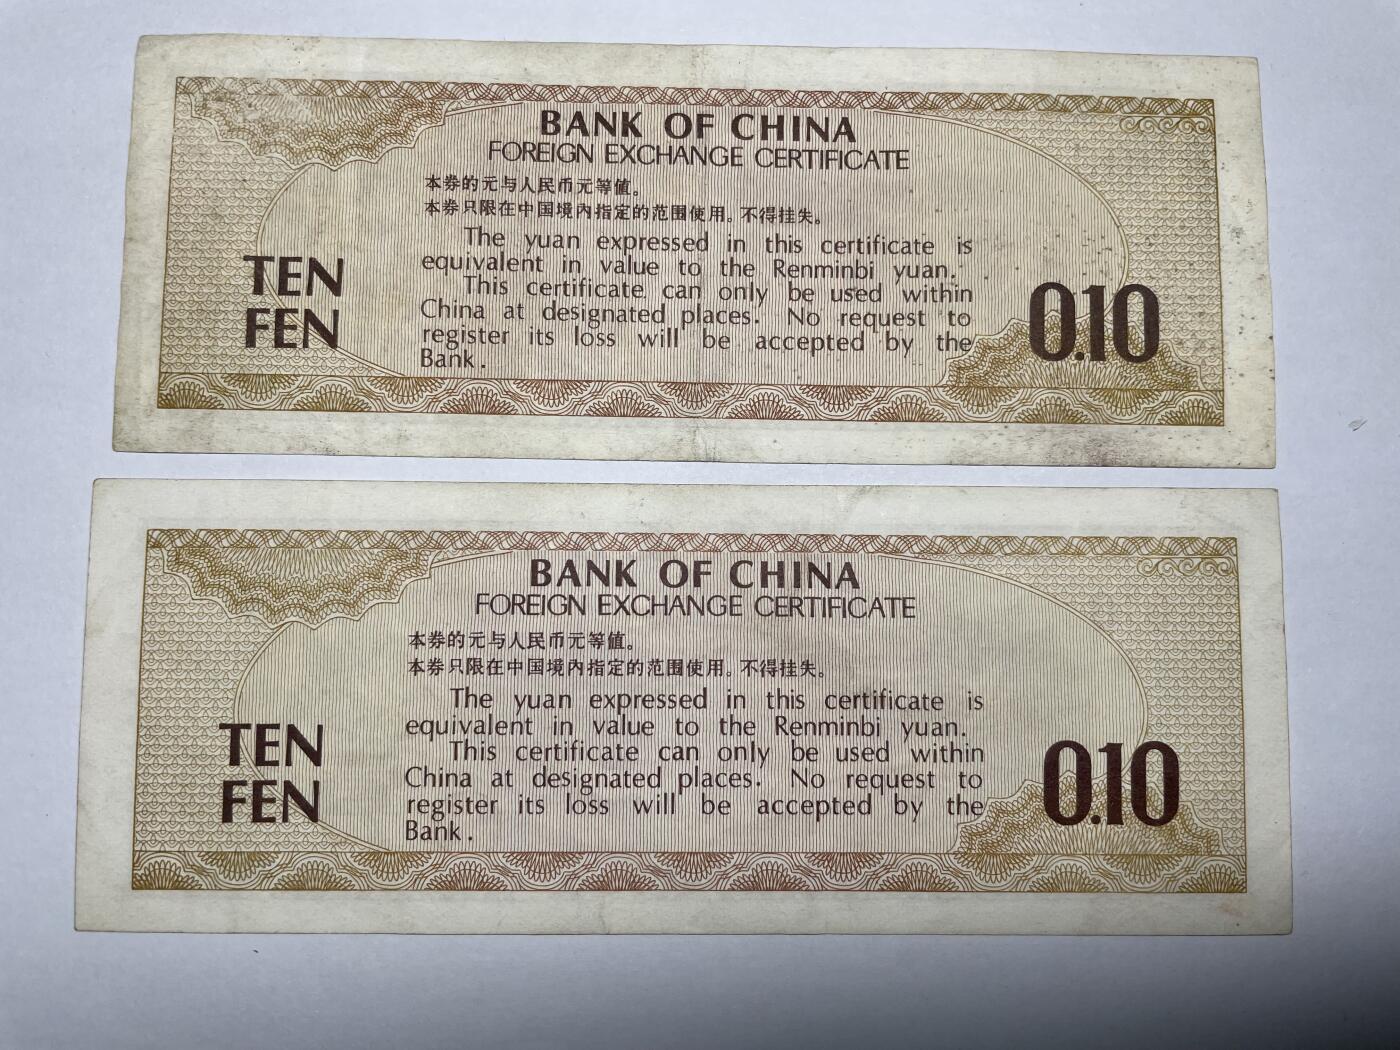 BANK OF CHINA
FOREIGN EXCHANGE CERTIFICATE
本券的元与人民币元等值。
本券只限在中国境内指定的范围使用。不得挂失。
The yuan expressed in this certificate is
equivalent in value to the Renminbi yuan.
This certificate can only be used within
China at designated places. No request to
register its loss will be accepted by the
Bank.
TEN
FEN
0.10
BANK OF CHINA
FOREIGN EXCHANGE CERTIFICATE
本券的元与人民币元等值。
本券只限在中国境内指定的范围使用。不得挂失。
The yuan expressed in this certificate is
equivalent in value to the Renminbi yuan.
This certificate can only be used within
China at designated places. No request to
register its loss will be accepted by the
Bank.
TEN
FEN
0.10